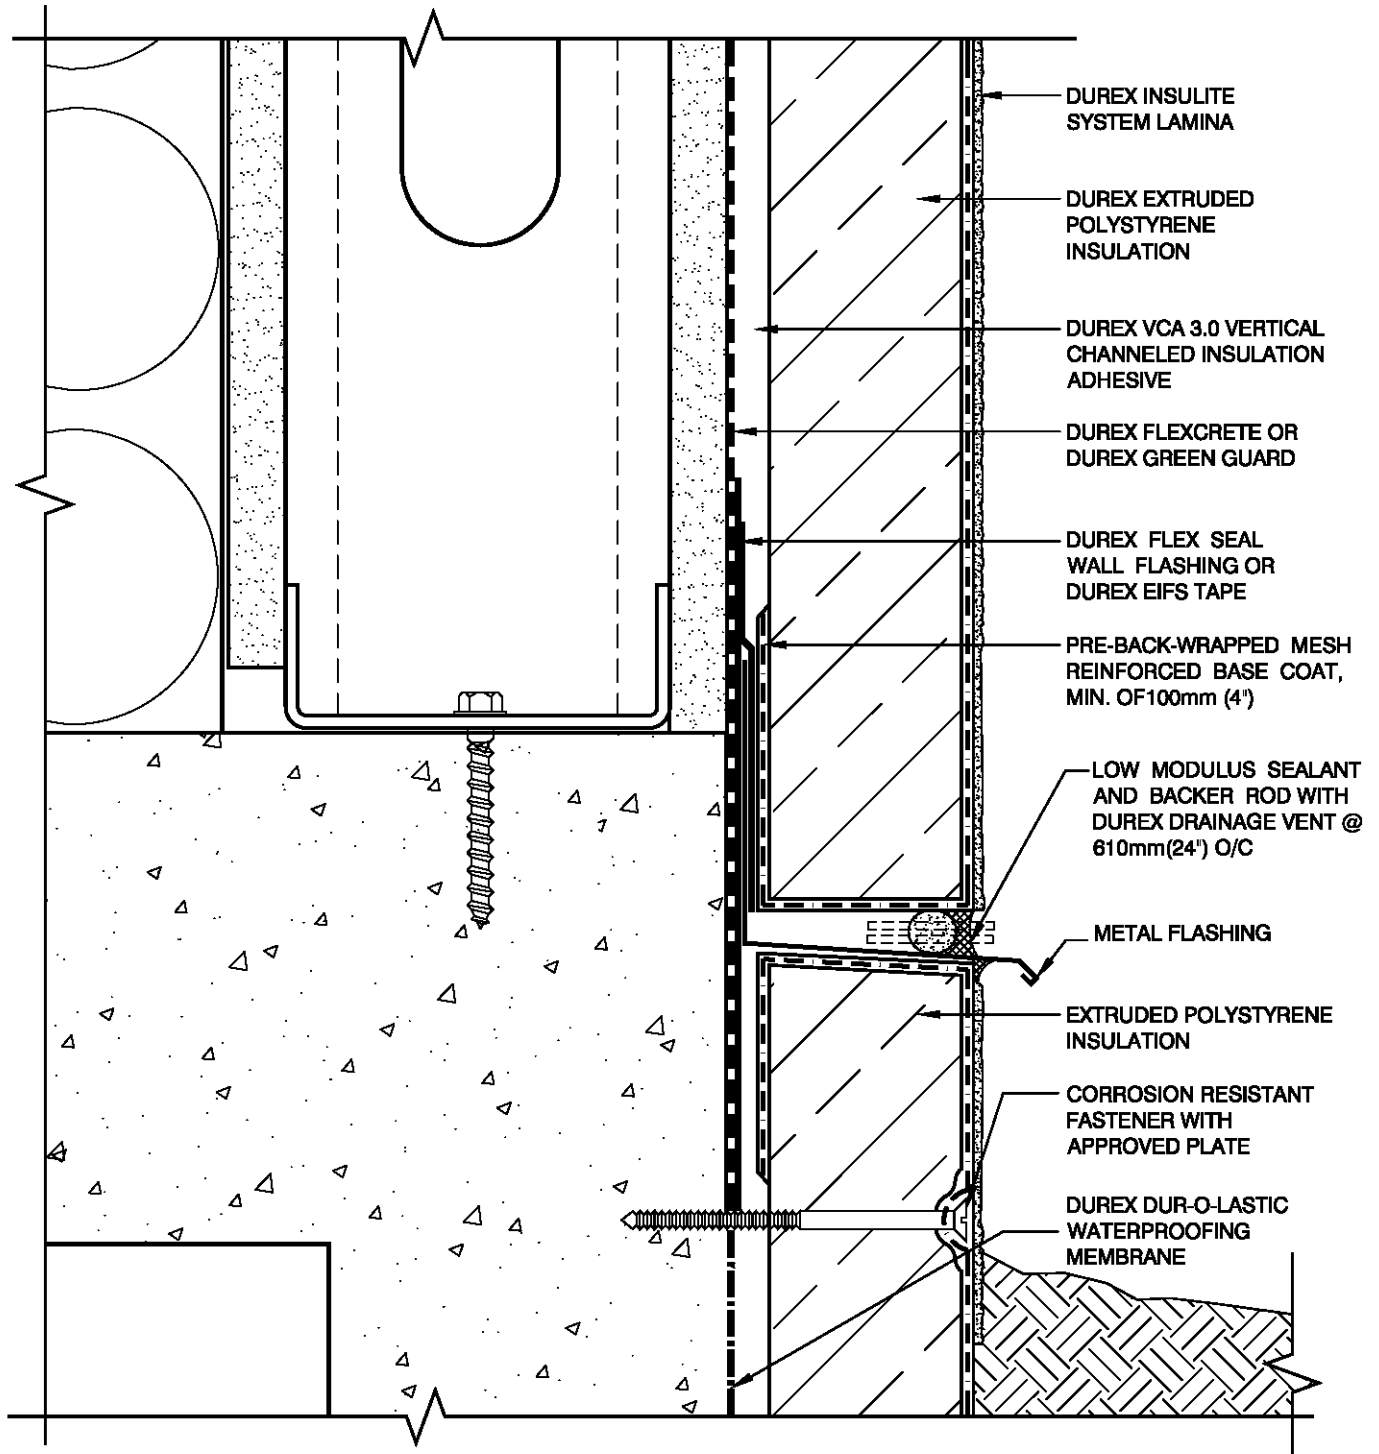 DUREX INSULITE
SYSTEM LAMINA
DUREX EXTRUDED
POLYSTYRENE
INSULATION
DUREX VCA 3.0 VERTICAL
CHANNELED INSULATION
ADHESIVE
DUREX FLEXCRETE OR
DUREX GREEN GUARD
DUREX FLEX SEAL
WALL FLASHING OR
DUREX EIFS TAPE
PRE-BACK-WRAPPED MESH
REINFORCED BASE COAT,
MIN. OF100mm (4")
LOW MODULUS SEALANT
AND BACKER ROD WITH
DUREX DRAINAGE VENT @
610mm(24") O/C
METAL FLASHING
EXTRUDED POLYSTYRENE
INSULATION
CORROSION RESISTANT
FASTENER WITH
APPROVED PLATE
DUREX DUR-O-LASTIC
WATERPROOFING
MEMBRANE